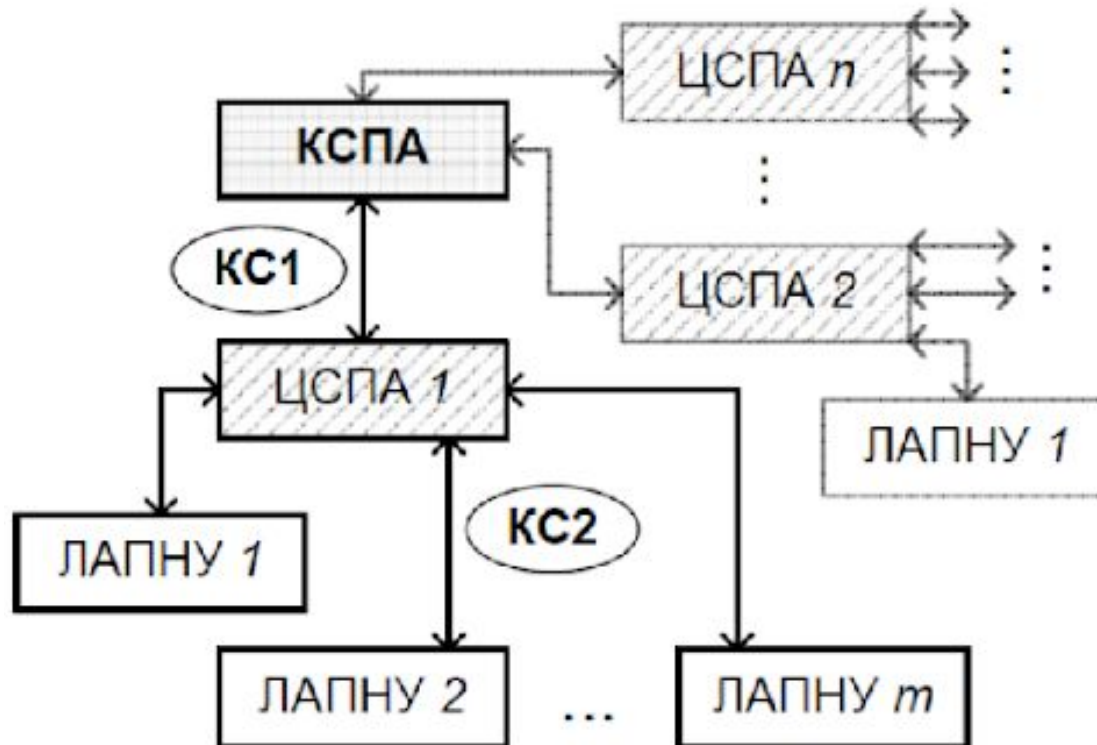 ЦСПА n
КСПА
КС1
ЦСПА 2
ЦСПА 1
ЛАПНУ 1
КС2
ЛАПНУ 1
ЛАПНУ 2
...
ЛАПНУ m